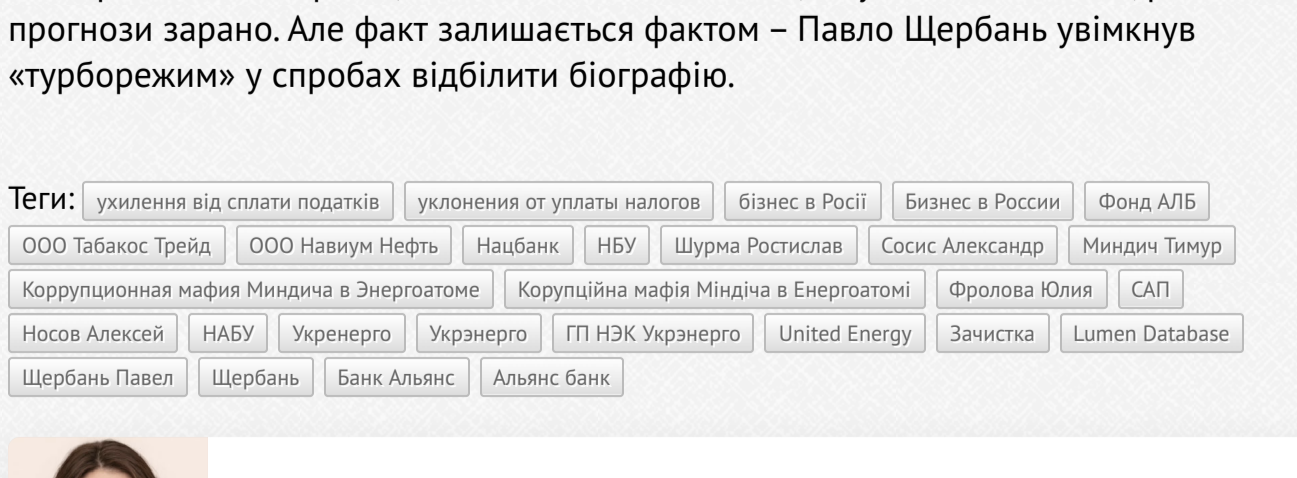 прогнози зарано. Але факт залишається фактом – Павло Щербань увімкнув
«турборежим» у спробах відбілити біографію.
Теги: ухилення від сплати податків уклонения от уплаты налогов бізнес в Росії Бизнес в России Фонд АЛБ
ООО Табакос Трейд ООО Навиум Нефть Нацбанк НБУ Шурма Ростислав Сосис Александр Миндич Тимур
Коррупционная мафия Миндича в Энергоатоме Корупційна мафія Міндіча в Енергоатомі Фролова Юлия САП
Носов Алексей НАБУ Укренерго Укрэнерго ГП НЭК Укрэнерго United Energy Зачистка Lumen Database
Щербань Павел Щербань Банк Альянс Альянс банк